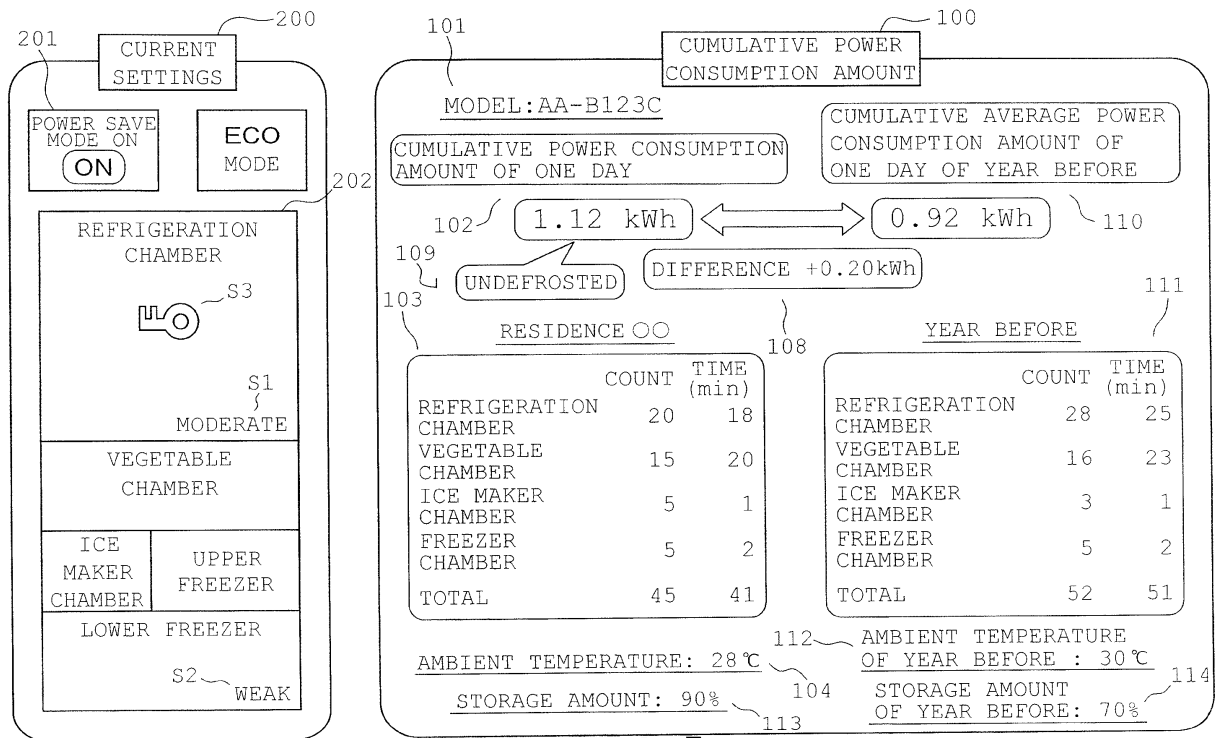 200
201
CURRENT
SETTINGS
POWER SAVE
MODE ON
ON
ECO
MODE
202
REFRIGERATION
CHAMBER
S3
S1
MODERATE
VEGETABLE
CHAMBER
ICE
MAKER
CHAMBER
UPPER
FREEZER
LOWER FREEZER
S2
WEAK
100
101
CUMULATIVE POWER
CONSUMPTION AMOUNT
MODEL:AA-B123C
CUMULATIVE POWER CONSUMPTION
AMOUNT OF ONE DAY
CUMULATIVE AVERAGE POWER
CONSUMPTION AMOUNT OF
ONE DAY OF YEAR BEFORE
102
1.12 kWh
0.92 kWh
110
109
UNDEFROSTED
DIFFERENCE +0.20kWh
103
108
111
RESIDENCE ○○
COUNT TIME
(min)
REFRIGERATION
CHAMBER 20 18
VEGETABLE
CHAMBER 15 20
ICE MAKER
CHAMBER 5 1
FREEZER
CHAMBER 5 2
TOTAL 45 41
YEAR BEFORE
COUNT TIME
(min)
REFRIGERATION
CHAMBER 28 25
VEGETABLE
CHAMBER 16 23
ICE MAKER
CHAMBER 3 1
FREEZER
CHAMBER 5 2
TOTAL 52 51
AMBIENT TEMPERATURE: 28℃
104
STORAGE AMOUNT: 90%
113
112
AMBIENT TEMPERATURE
OF YEAR BEFORE : 30℃
STORAGE AMOUNT
OF YEAR BEFORE: 70%
114